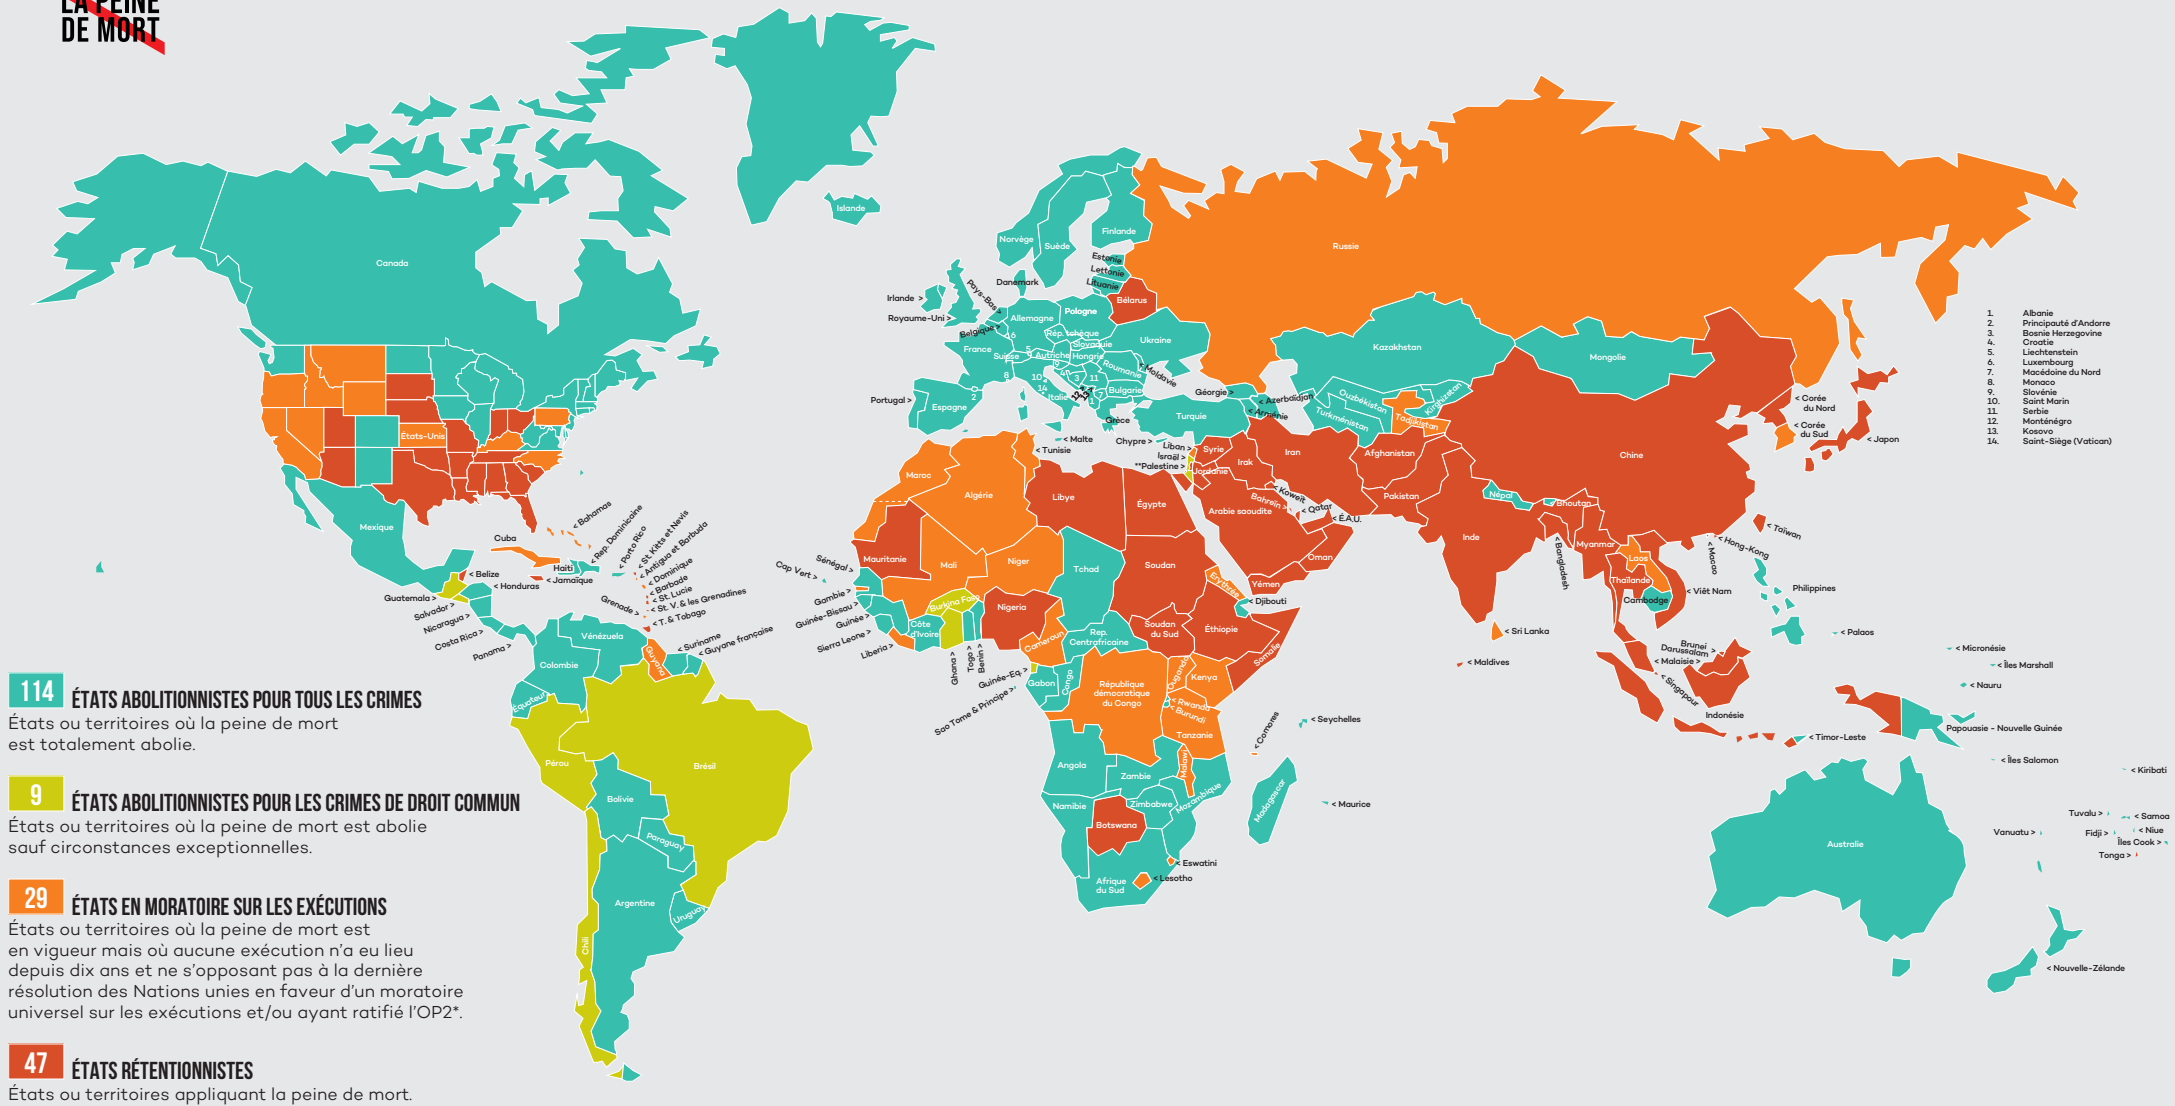 LA PEINE
DE MORT
Canada
États-Unis
Mexique
Islande
Cuba
< Bahamas
Haïti
< Rep. Dominicaine
< Porto Rico
< St. Kitts et Nevis
< Antigua et Barbuda
< Dominique
< Barbade
< St. Lucie
< St. V. & les Grenadines
Grenade >
< T. & Tobago
< Jamaïque
< Belize
< Honduras
Guatemala >
Salvador >
Nicaragua >
Costa Rica >
Panama >
Vénézuela
Colombie
Guyana
< Suriname
< Guyane française
Équateur
Pérou
Brésil
Bolivie
Paraguay
Chili
Argentine
Uruguay
Norvège
Suède
Finlande
Estonie
Lettonie
Lituanie
Danemark
Bélarus
Irlande >
Royaume-Uni >
Pays-Bas >
Belgique >
Allemagne
Pologne
Rép. tchèque
Slovaquie
Ukraine
France
Suisse
Autriche
Hongrie
Roumanie
< Moldavie
Bulgarie
Italie
Portugal >
Espagne
Grèce
Turquie
6
5
8
2
10
14
9
4
3
11
12
13
7
1
Géorgie >
< Azerbaïdjan
< Arménie
< Malte
< Tunisie
Chypre >
Liban >
Israël >
**Palestine >
Syrie
Jordanie
Irak
Iran
< Koweït
Bahreïn >
< Qatar
< É.A.U.
Arabie saoudite
Oman
Yémen
Russie
Kazakhstan
Ouzbékistan
Turkménistan
Kirghizstan
Tadjikistan
Afghanistan
Pakistan
Mongolie
Chine
< Corée
du Nord
< Corée
du Sud
< Japon
Népal
< Bhoutan
Inde
< Bangladesh
Myanmar
Laos
Thaïlande
Cambodge
< Viêt Nam
< Macao
< Hong-Kong
< Taïwan
Philippines
< Sri Lanka
< Maldives
Brunei >
Darussalam
< Malaisie >
< Singapour
Indonésie
< Timor-Leste
Papouasie - Nouvelle Guinée
< Palaos
< Micronésie
< Îles Marshall
< Nauru
< Îles Salomon
< Kiribati
Tuvalu >
< Samoa
Vanuatu >
Fidji >
< Niue
Îles Cook >
Tonga >
Australie
< Nouvelle-Zélande
Maroc
Algérie
Libye
Égypte
Mauritanie
Mali
Niger
Tchad
Soudan
Érythrée
< Djibouti
Cap Vert >
Sénégal >
Gambie >
Guinée-Bissau >
Guinée >
Sierra Leone >
Liberia >
Côte
d'Ivoire
Burkina Faso
Ghana >
Togo >
Bénin >
Nigeria
Cameroun
Rep.
Centrafricaine
Soudan
du Sud
Éthiopie
Somalie
Guinée-Eq. >
Sao Tome & Principe >
Gabon
Congo
République
démocratique
du Congo
Ouganda
Kenya
< Rwanda
< Burundi
Tanzanie
< Comores
< Seychelles
Angola
Zambie
Malawi
Mozambique
Namibie
Zimbabwe
Botswana
Madagascar
< Maurice
< Eswatini
< Lesotho
Afrique
du Sud
1. Albanie
2. Principauté d'Andorre
3. Bosnie Herzegovine
4. Croatie
5. Liechtenstein
6. Luxembourg
7. Macédoine du Nord
8. Monaco
9. Slovénie
10. Saint Marin
11. Serbie
12. Monténégro
13. Kosovo
14. Saint-Siège (Vatican)
114 ÉTATS ABOLITIONNISTES POUR TOUS LES CRIMES
États ou territoires où la peine de mort
est totalement abolie.
9 ÉTATS ABOLITIONNISTES POUR LES CRIMES DE DROIT COMMUN
États ou territoires où la peine de mort est abolie
sauf circonstances exceptionnelles.
29 ÉTATS EN MORATOIRE SUR LES EXÉCUTIONS
États ou territoires où la peine de mort est
en vigueur mais où aucune exécution n'a eu lieu
depuis dix ans et ne s'opposant pas à la dernière
résolution des Nations unies en faveur d'un moratoire
universel sur les exécutions et/ou ayant ratifié l'OP2*.
47 ÉTATS RÉTENTIONNISTES
États ou territoires appliquant la peine de mort.